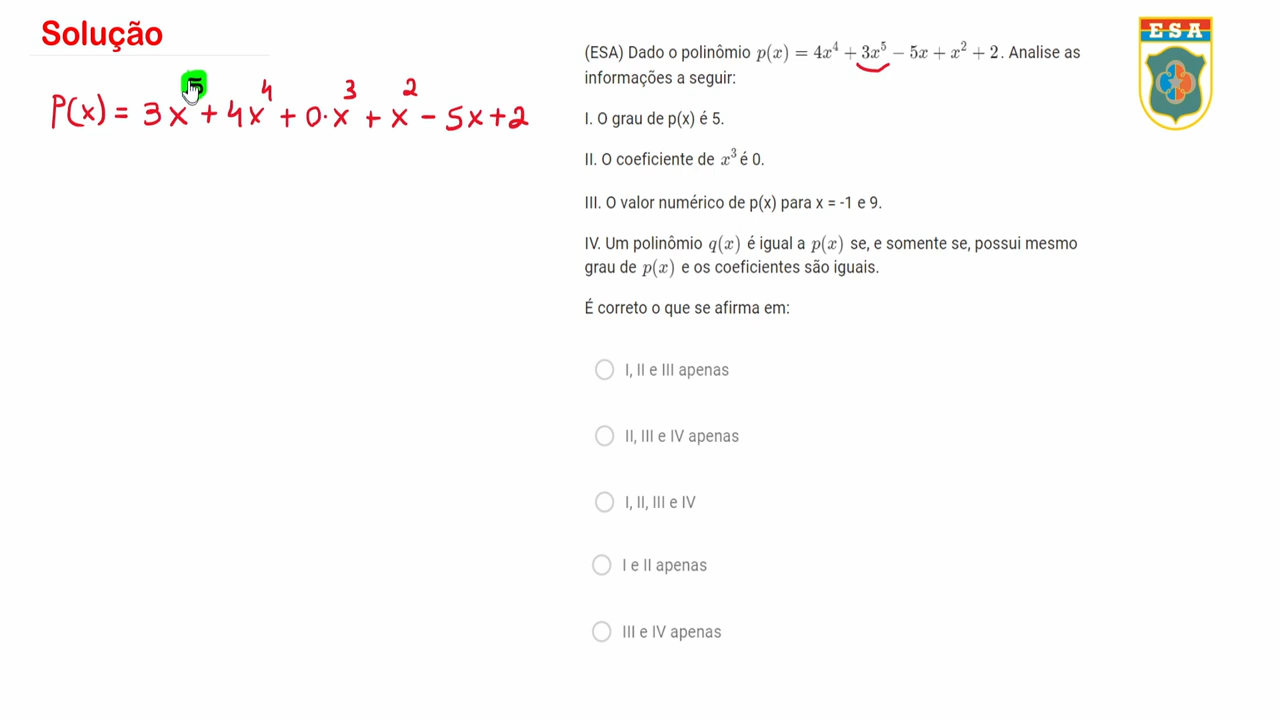 Solução
P(x) = 3x⁵ + 4x⁴ + 0·x³ + x² - 5x + 2
(ESA) Dado o polinômio p(x) = 4x⁴ + 3x⁵ − 5x + x² + 2. Analise as
informações a seguir:
I. O grau de p(x) é 5.
II. O coeficiente de x³ é 0.
III. O valor numérico de p(x) para x = -1 e 9.
IV. Um polinômio q(x) é igual a p(x) se, e somente se, possui mesmo
grau de p(x) e os coeficientes são iguais.
É correto o que se afirma em:
I, II e III apenas
II, III e IV apenas
I, II, III e IV
I e II apenas
III e IV apenas
ESA